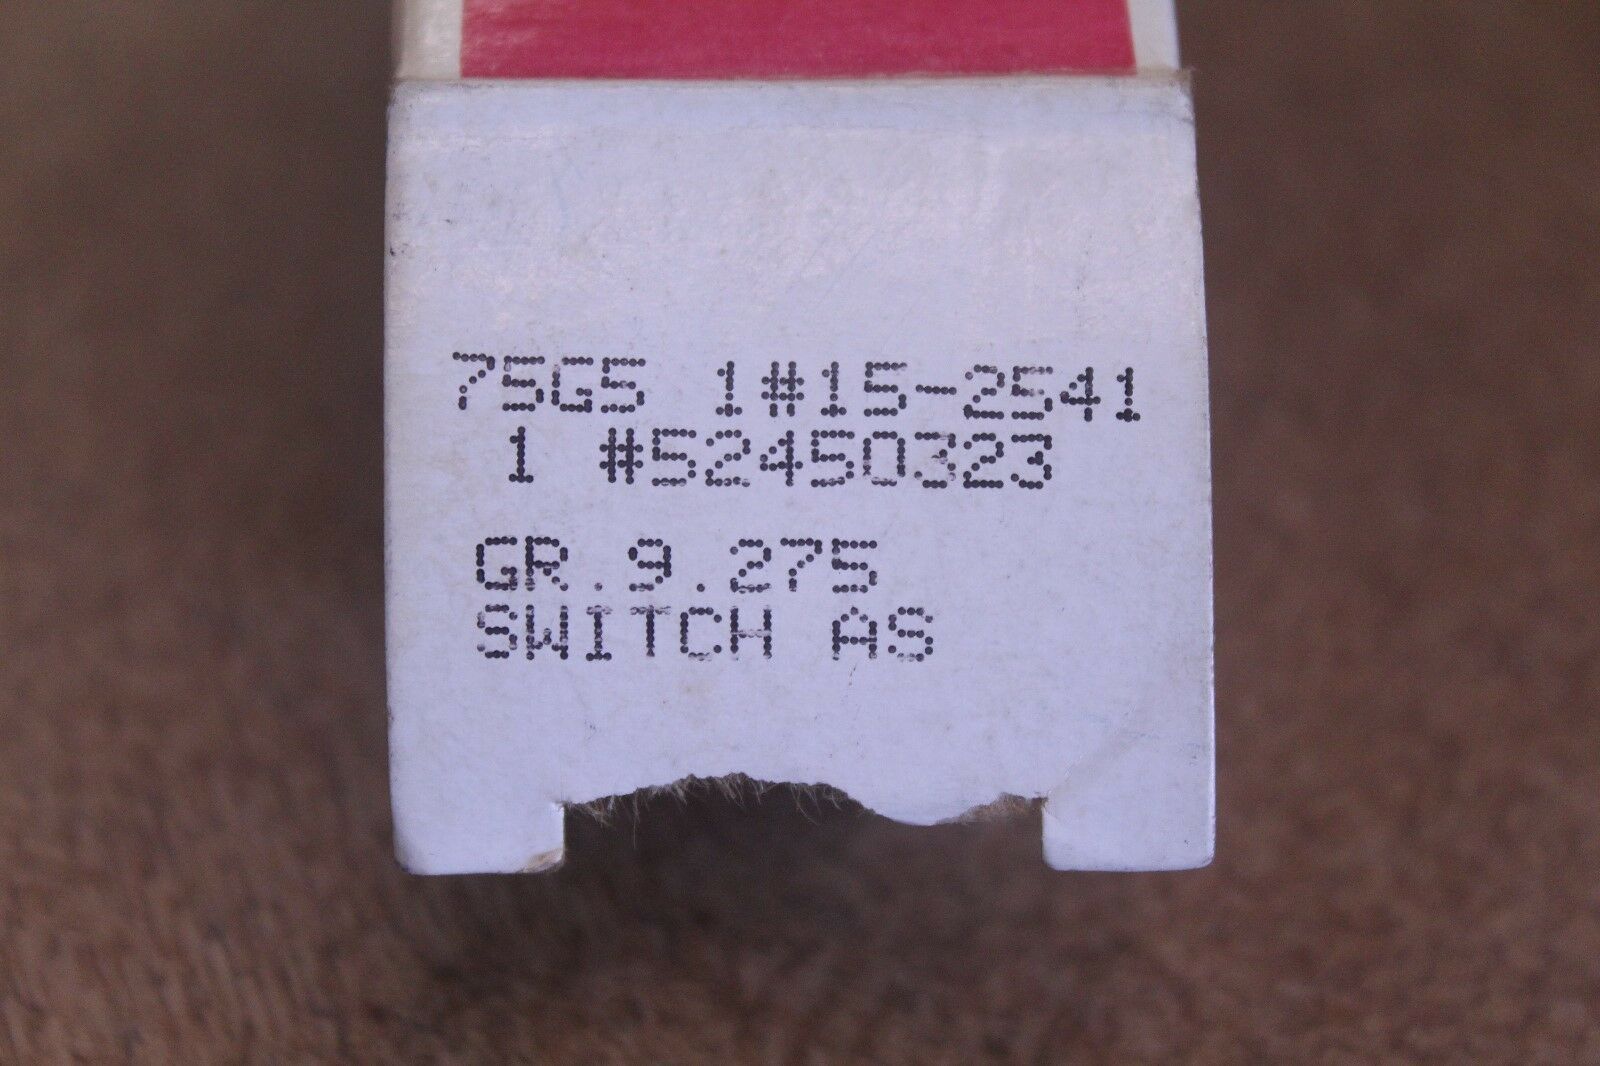 75G5 1#15-2541
1 #52450323
GR.9.275
SWITCH AS